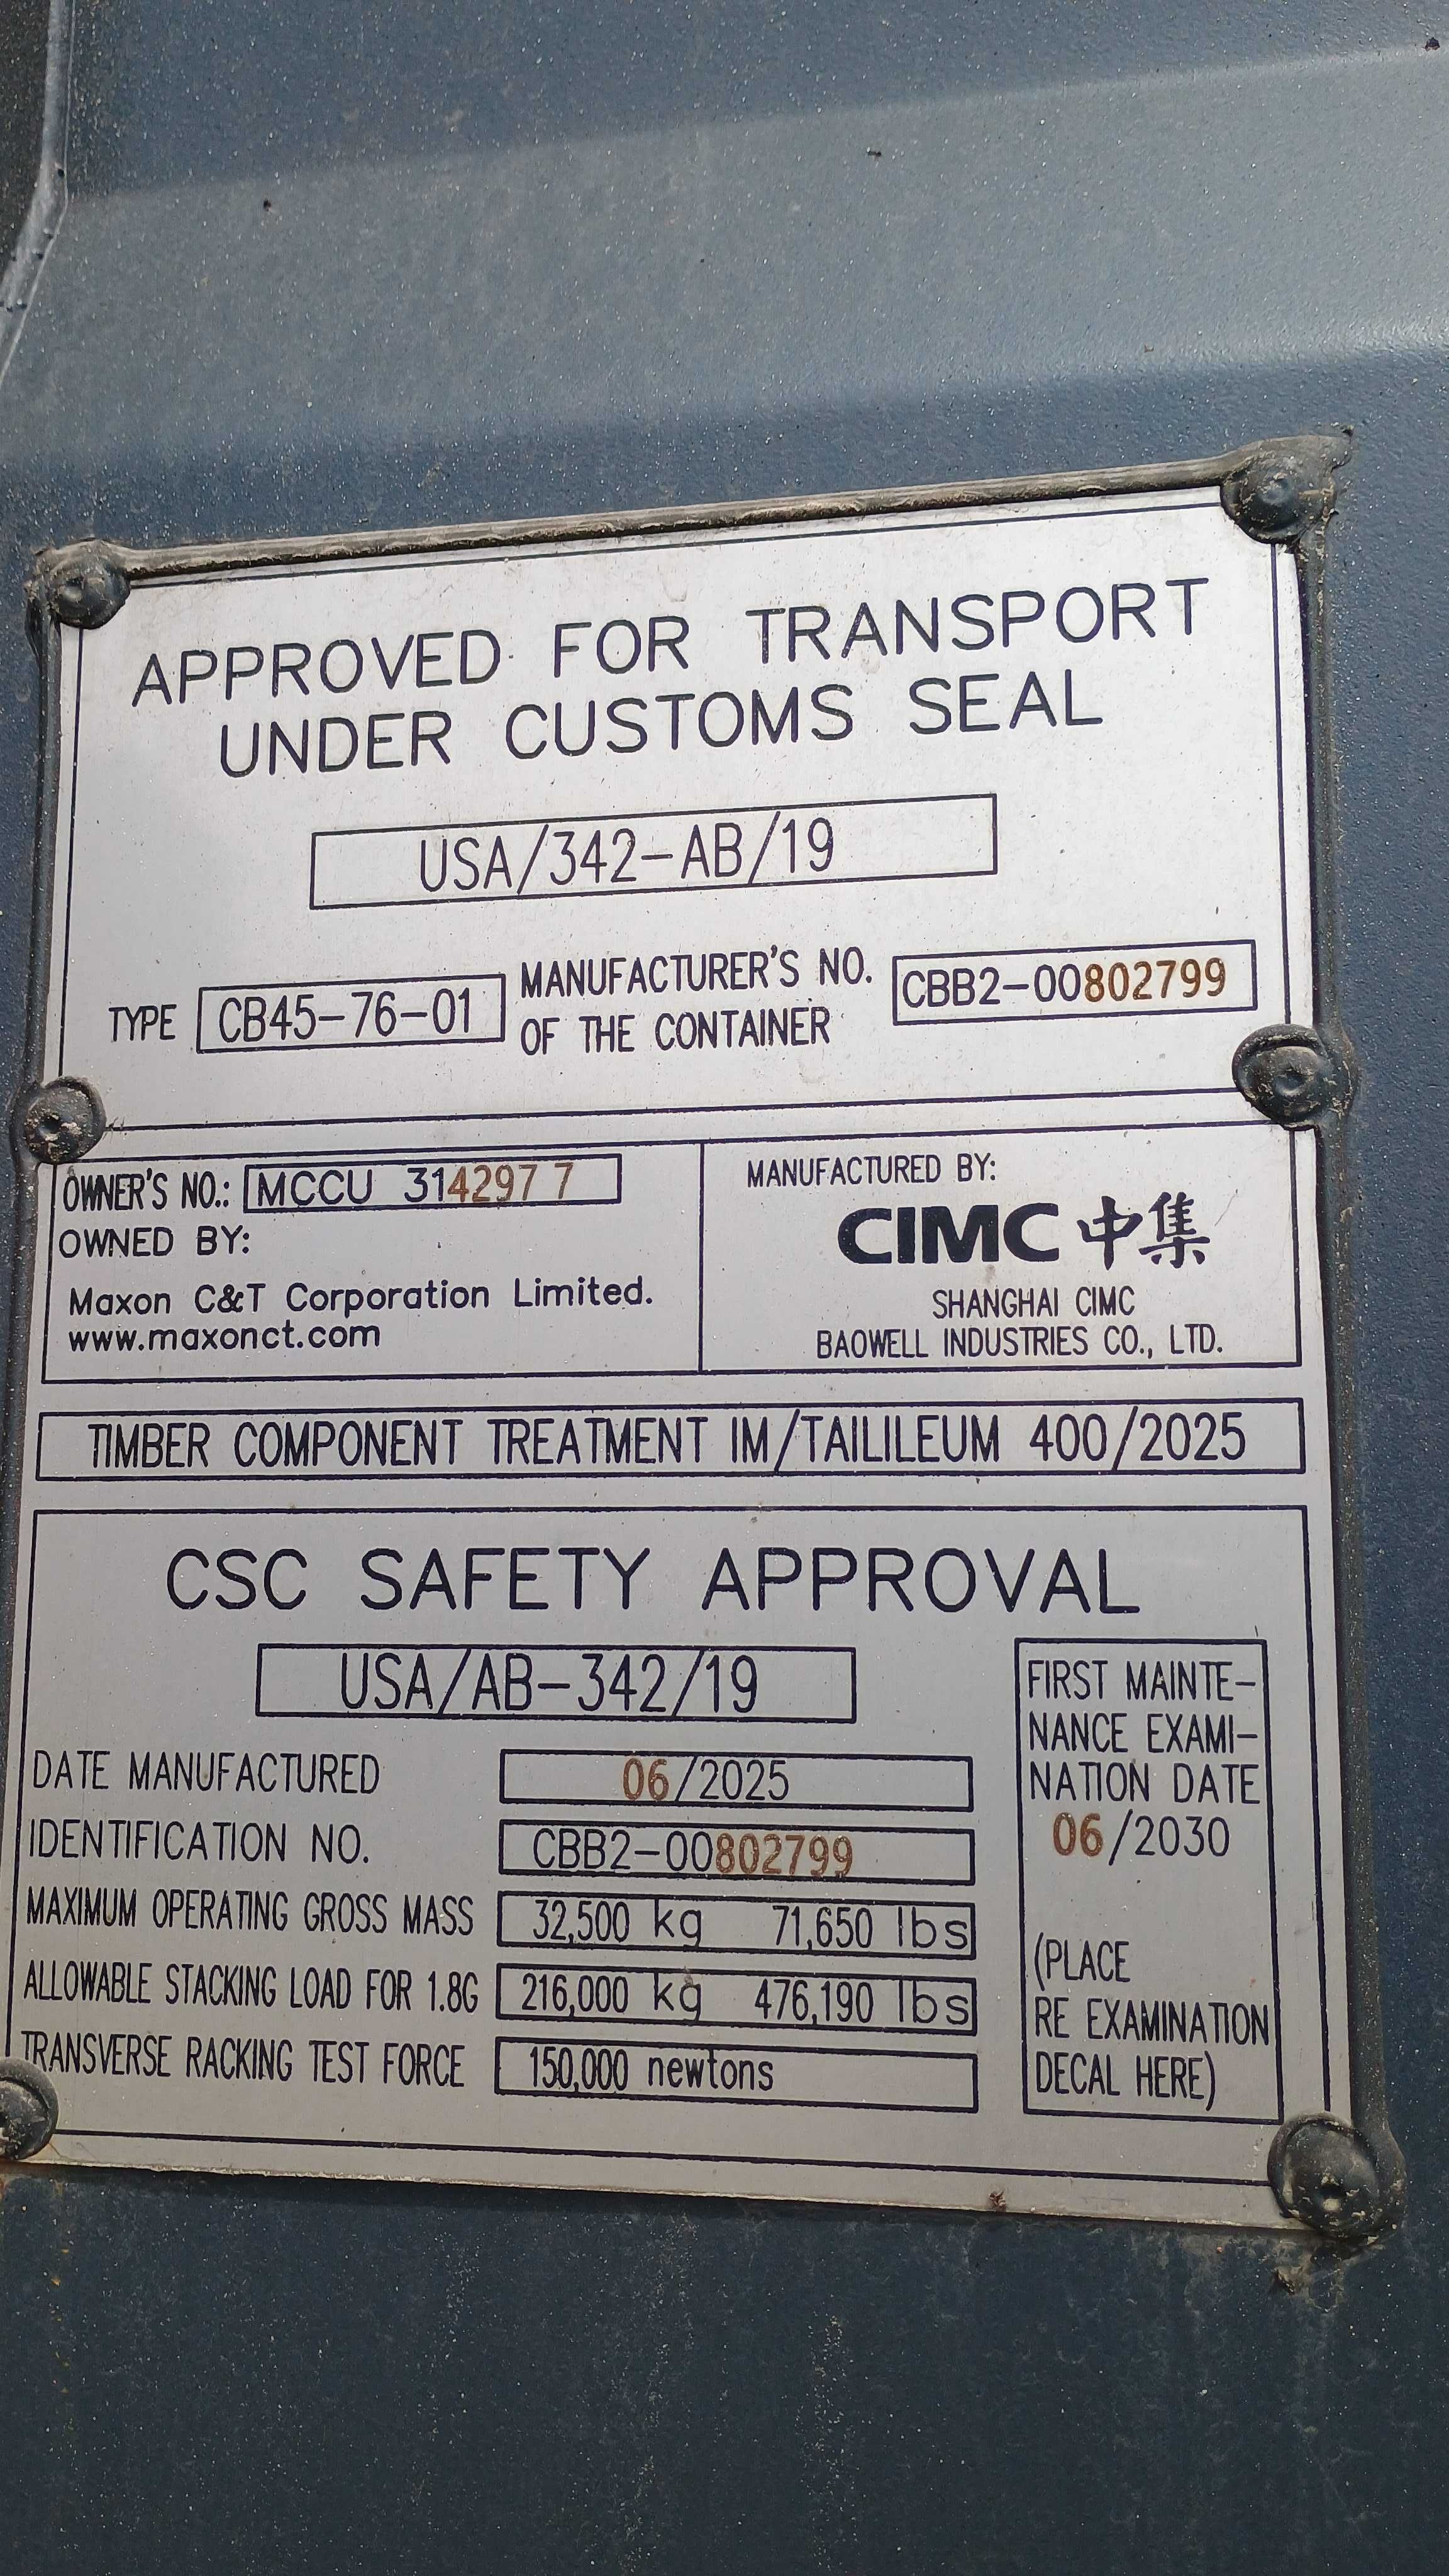 APPROVED FOR TRANSPORT
UNDER CUSTOMS SEAL
USA/342-AB/19
TYPE CB45-76-01 MANUFACTURER'S NO. OF THE CONTAINER CBB2-00802799
OWNER'S NO.: MCCU 314297 7
OWNED BY:
Maxon C&T Corporation Limited.
www.maxonct.com
MANUFACTURED BY:
CIMC 中集
SHANGHAI CIMC
BAOWELL INDUSTRIES CO., LTD.
TIMBER COMPONENT TREATMENT IM/TAILILEUM 400/2025
CSC SAFETY APPROVAL
USA/AB-342/19
DATE MANUFACTURED 06/2025
IDENTIFICATION NO. CBB2-00802799
MAXIMUM OPERATING GROSS MASS 32,500 kg 71,650 lbs
ALLOWABLE STACKING LOAD FOR 1.8G 216,000 kg 476,190 lbs
TRANSVERSE RACKING TEST FORCE 150,000 newtons
FIRST MAINTE-
NANCE EXAMI-
NATION DATE
06/2030
(PLACE
RE EXAMINATION
DECAL HERE)